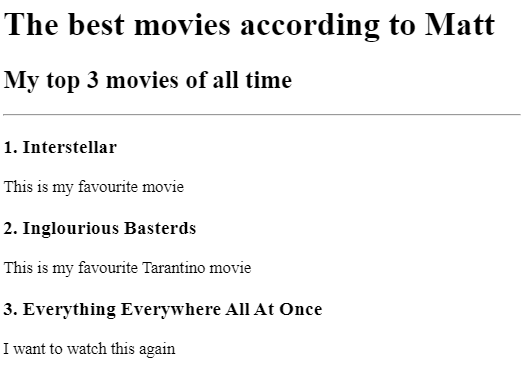 The best movies according to Matt
My top 3 movies of all time
1. Interstellar
This is my favourite movie
2. Inglourious Basterds
This is my favourite Tarantino movie
3. Everything Everywhere All At Once
I want to watch this again